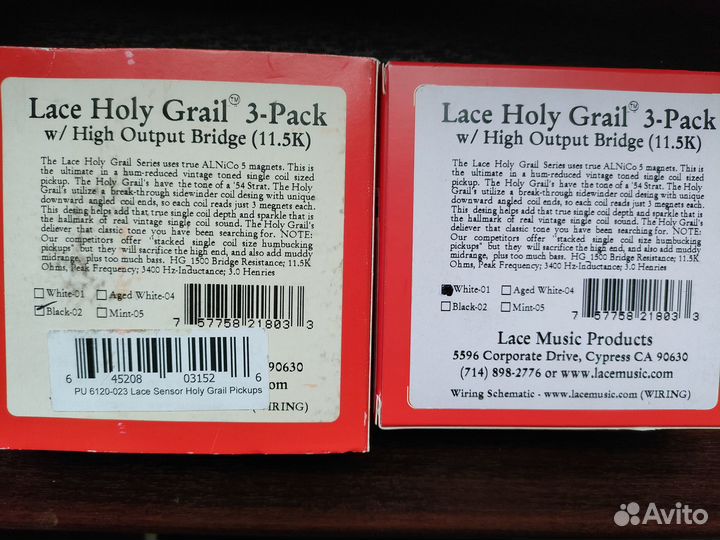 Lace Holy Grail™ 3-Pack
w/ High Output Bridge (11.5K)
The Lace Holy Grail Series uses true ALNiCo 5 magnets. This is
the ultimate in a hum-reduced vintage toned single coil sized
pickup. The Holy Grail's have the tone of a '54 Strat. The Holy
Grail's utilize a break-through sidewinder coil desing with unique
downward angled coil ends, so each coil reads just 3 magnets each.
This desing helps add that true single coil depth and sparkle that is
the hallmark of real vintage single coil sound. The Holy Grail's
deliever that classic tone you have been searching for. NOTE:
Our competitors offer "stacked single coil size humbucking
pickups" but they will sacrifice the high end, and also add muddy
midrange, plus too much bass. HG_1500 Bridge Resistance; 11.5K
Ohms, Peak Frequency; 3400 Hz-Inductance; 3.0 Henries
White-01 Aged White-04
Black-02 Mint-05
7 57758 21803 3
90630
om
(WIRING)
6 45208 03152 6
PU 6120-023 Lace Sensor Holy Grail Pickups
Lace Holy Grail™ 3-Pack
w/ High Output Bridge (11.5K)
The Lace Holy Grail Series uses true ALNiCo 5 magnets. This is
the ultimate in a hum-reduced vintage toned single coil sized
pickup. The Holy Grail's have the tone of a '54 Strat. The Holy
Grail's utilize a break-through sidewinder coil desing with unique
downward angled coil ends, so each coil reads just 3 magnets each.
This desing helps add that true single coil depth and sparkle that is
the hallmark of real vintage single coil sound. The Holy Grail's
deliever that classic tone you have been searching for. NOTE:
Our competitors offer "stacked single coil size humbucking
pickups" but they will sacrifice the high end, and also add muddy
midrange, plus too much bass. HG_1500 Bridge Resistance; 11.5K
Ohms, Peak Frequency; 3400 Hz-Inductance; 3.0 Henries
White-01 Aged White-04
Black-02 Mint-05
7 57758 21803 3
Lace Music Products
5596 Corporate Drive, Cypress CA 90630
(714) 898-2776 or www.lacemusic.com
Wiring Schematic - www.lacemusic.com (WIRING)
Avito